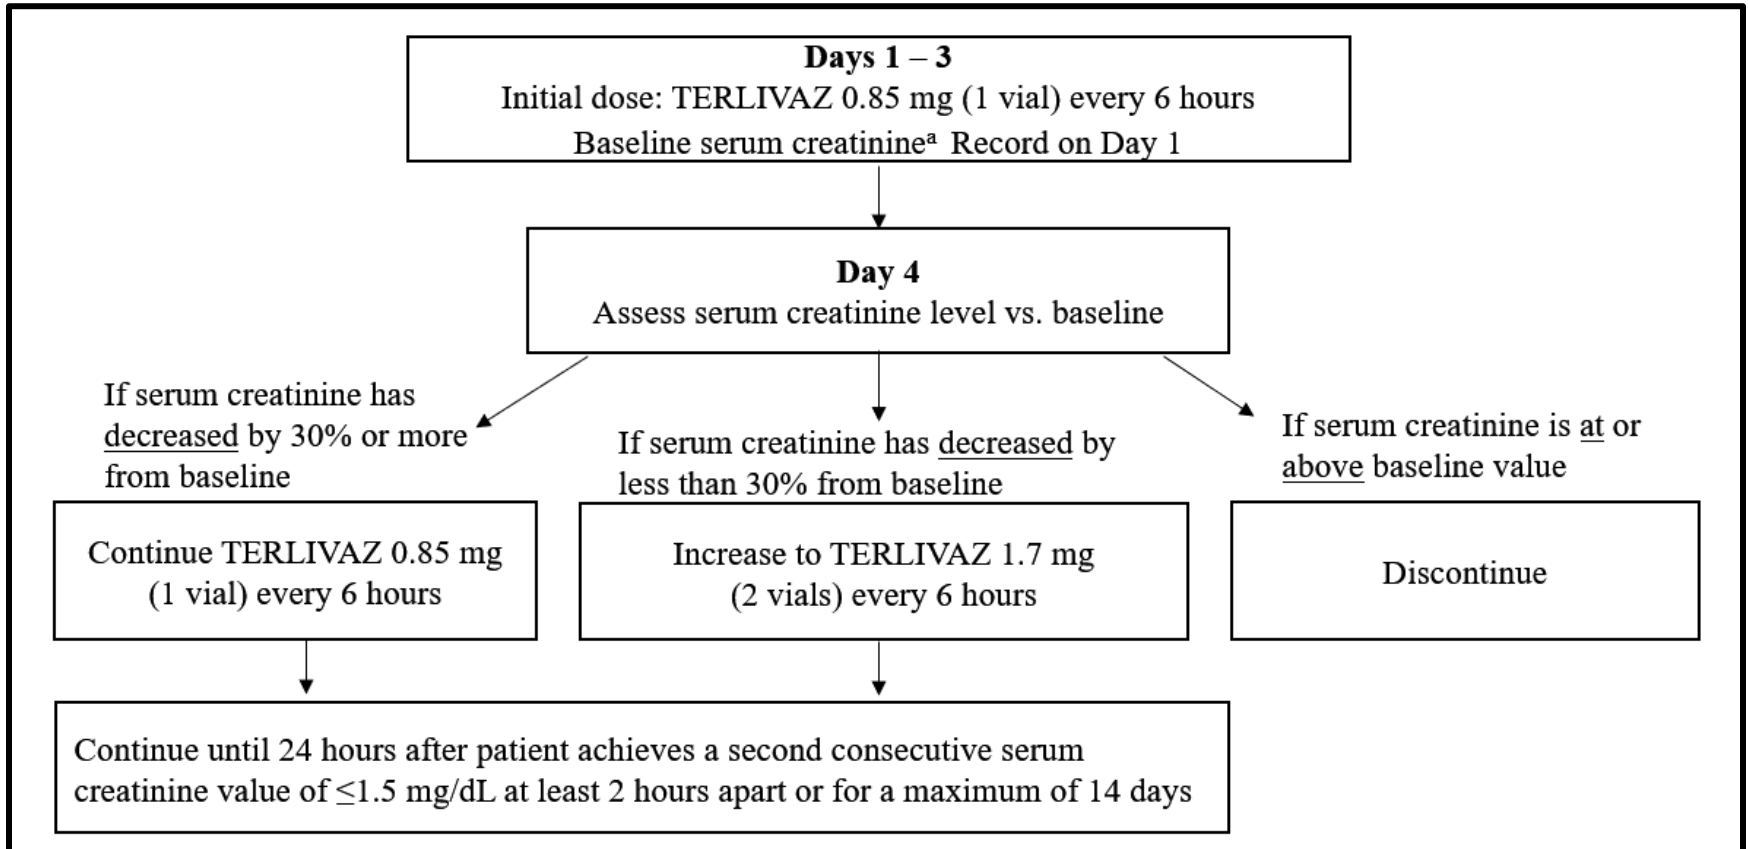 Days 1 – 3
Initial dose: TERLIVAZ 0.85 mg (1 vial) every 6 hours
Baseline serum creatinineᵃ Record on Day 1
Day 4
Assess serum creatinine level vs. baseline
If serum creatinine has
decreased by 30% or more
from baseline
If serum creatinine has decreased by
less than 30% from baseline
If serum creatinine is at or
above baseline value
Continue TERLIVAZ 0.85 mg
(1 vial) every 6 hours
Increase to TERLIVAZ 1.7 mg
(2 vials) every 6 hours
Discontinue
Continue until 24 hours after patient achieves a second consecutive serum
creatinine value of ≤1.5 mg/dL at least 2 hours apart or for a maximum of 14 days